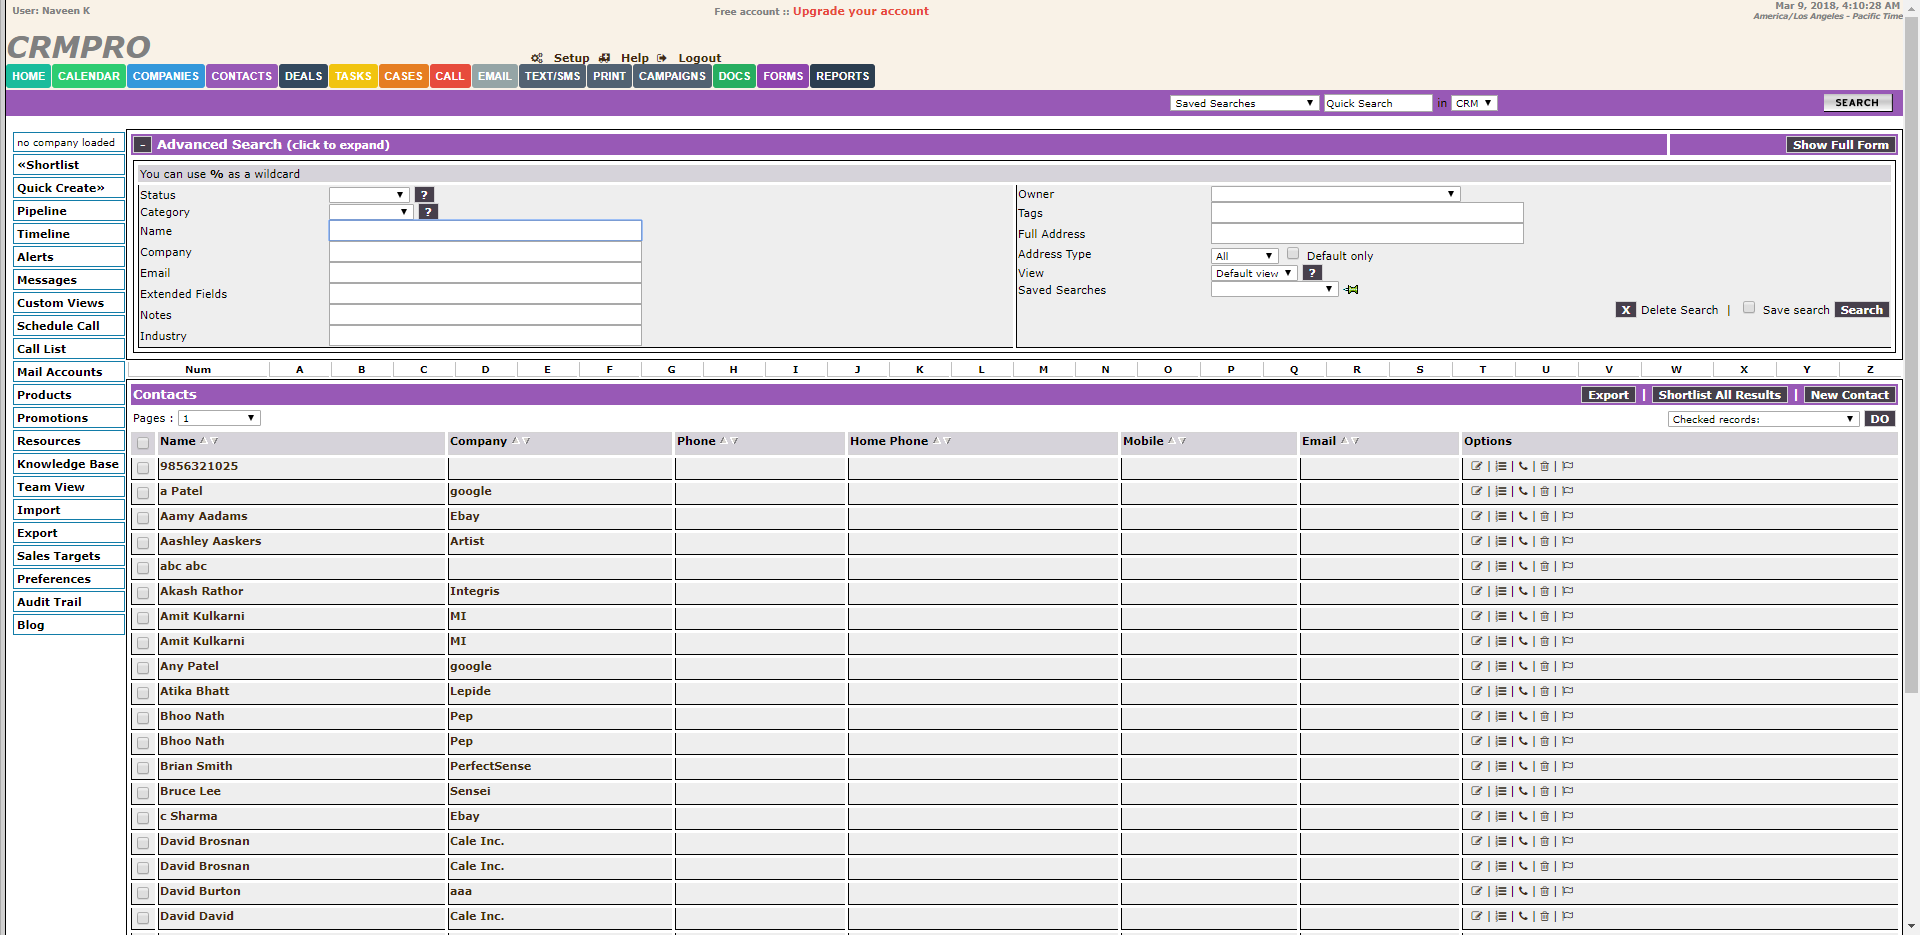 User: Naveen K
Free account :: Upgrade your account
Mar 9, 2018, 4:10:28 AM
America/Los Angeles - Pacific Time
CRMPRO
Setup Help Logout
HOME CALENDAR COMPANIES CONTACTS DEALS TASKS CASES CALL EMAIL TEXT/SMS PRINT CAMPAIGNS DOCS FORMS REPORTS
Saved Searches Quick Search in CRM SEARCH
no company loaded
«Shortlist
Quick Create»
Pipeline
Timeline
Alerts
Messages
Custom Views
Schedule Call
Call List
Mail Accounts
Products
Promotions
Resources
Knowledge Base
Team View
Import
Export
Sales Targets
Preferences
Audit Trail
Blog
- Advanced Search (click to expand) Show Full Form
You can use % as a wildcard
Status ?
Category ?
Name
Company
Email
Extended Fields
Notes
Industry
Owner
Tags
Full Address
Address Type All Default only
View Default view ?
Saved Searches
X Delete Search | Save search Search
Num A B C D E F G H I J K L M N O P Q R S T U V W X Y Z
Contacts Export | Shortlist All Results | New Contact
Pages : 1 Checked records: DO
Name Company Phone Home Phone Mobile Email Options
9856321025 | | | |
a Patel google | | | |
Aamy Aadams Ebay | | | |
Aashley Aaskers Artist | | | |
abc abc | | | |
Akash Rathor Integris | | | |
Amit Kulkarni MI | | | |
Amit Kulkarni MI | | | |
Any Patel google | | | |
Atika Bhatt Lepide | | | |
Bhoo Nath Pep | | | |
Bhoo Nath Pep | | | |
Brian Smith PerfectSense | | | |
Bruce Lee Sensei | | | |
c Sharma Ebay | | | |
David Brosnan Cale Inc. | | | |
David Brosnan Cale Inc. | | | |
David Burton aaa | | | |
David David Cale Inc. | | | |